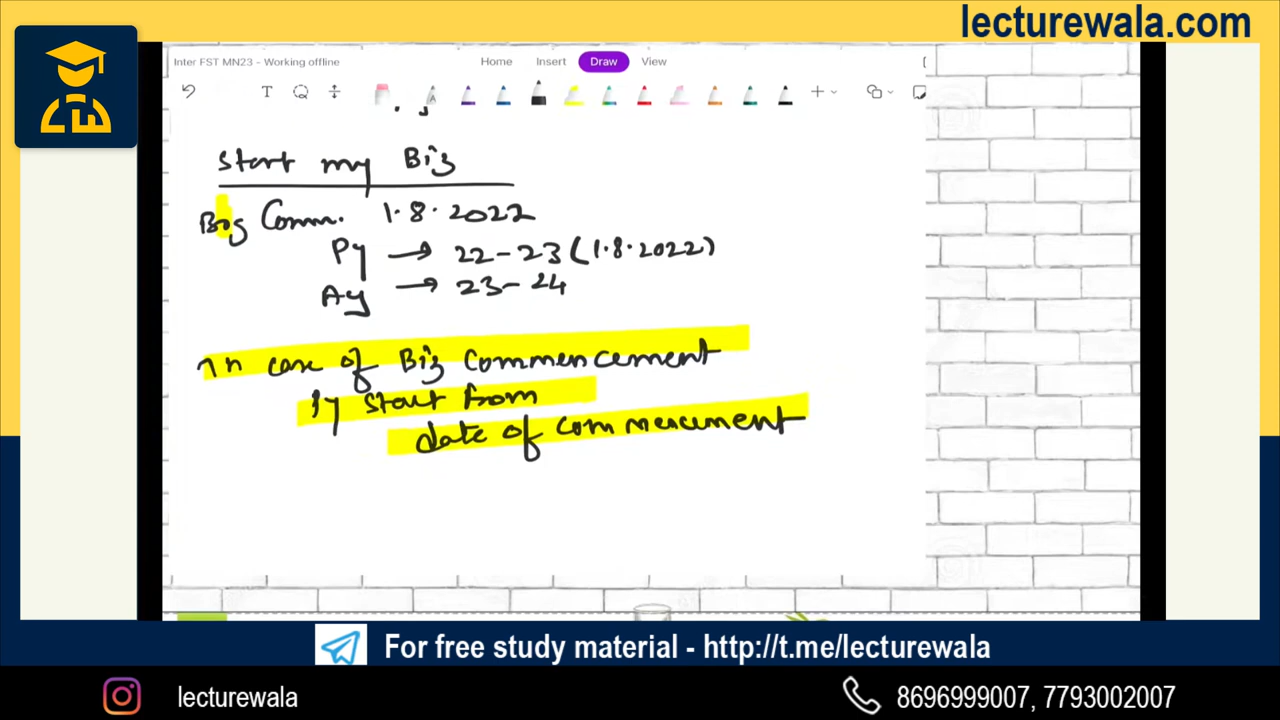 lecturewala.com
Inter FST MN23 - Working offline
Home Insert Draw View
Start my Biz
Bog Comm. 1.8.2022
Py → 22-23 (1.8.2022)
Ay → 23-24
In case of Biz Commencement
Py start from
date of commencement
For free study material - http://t.me/lecturewala
lecturewala
8696999007, 7793002007